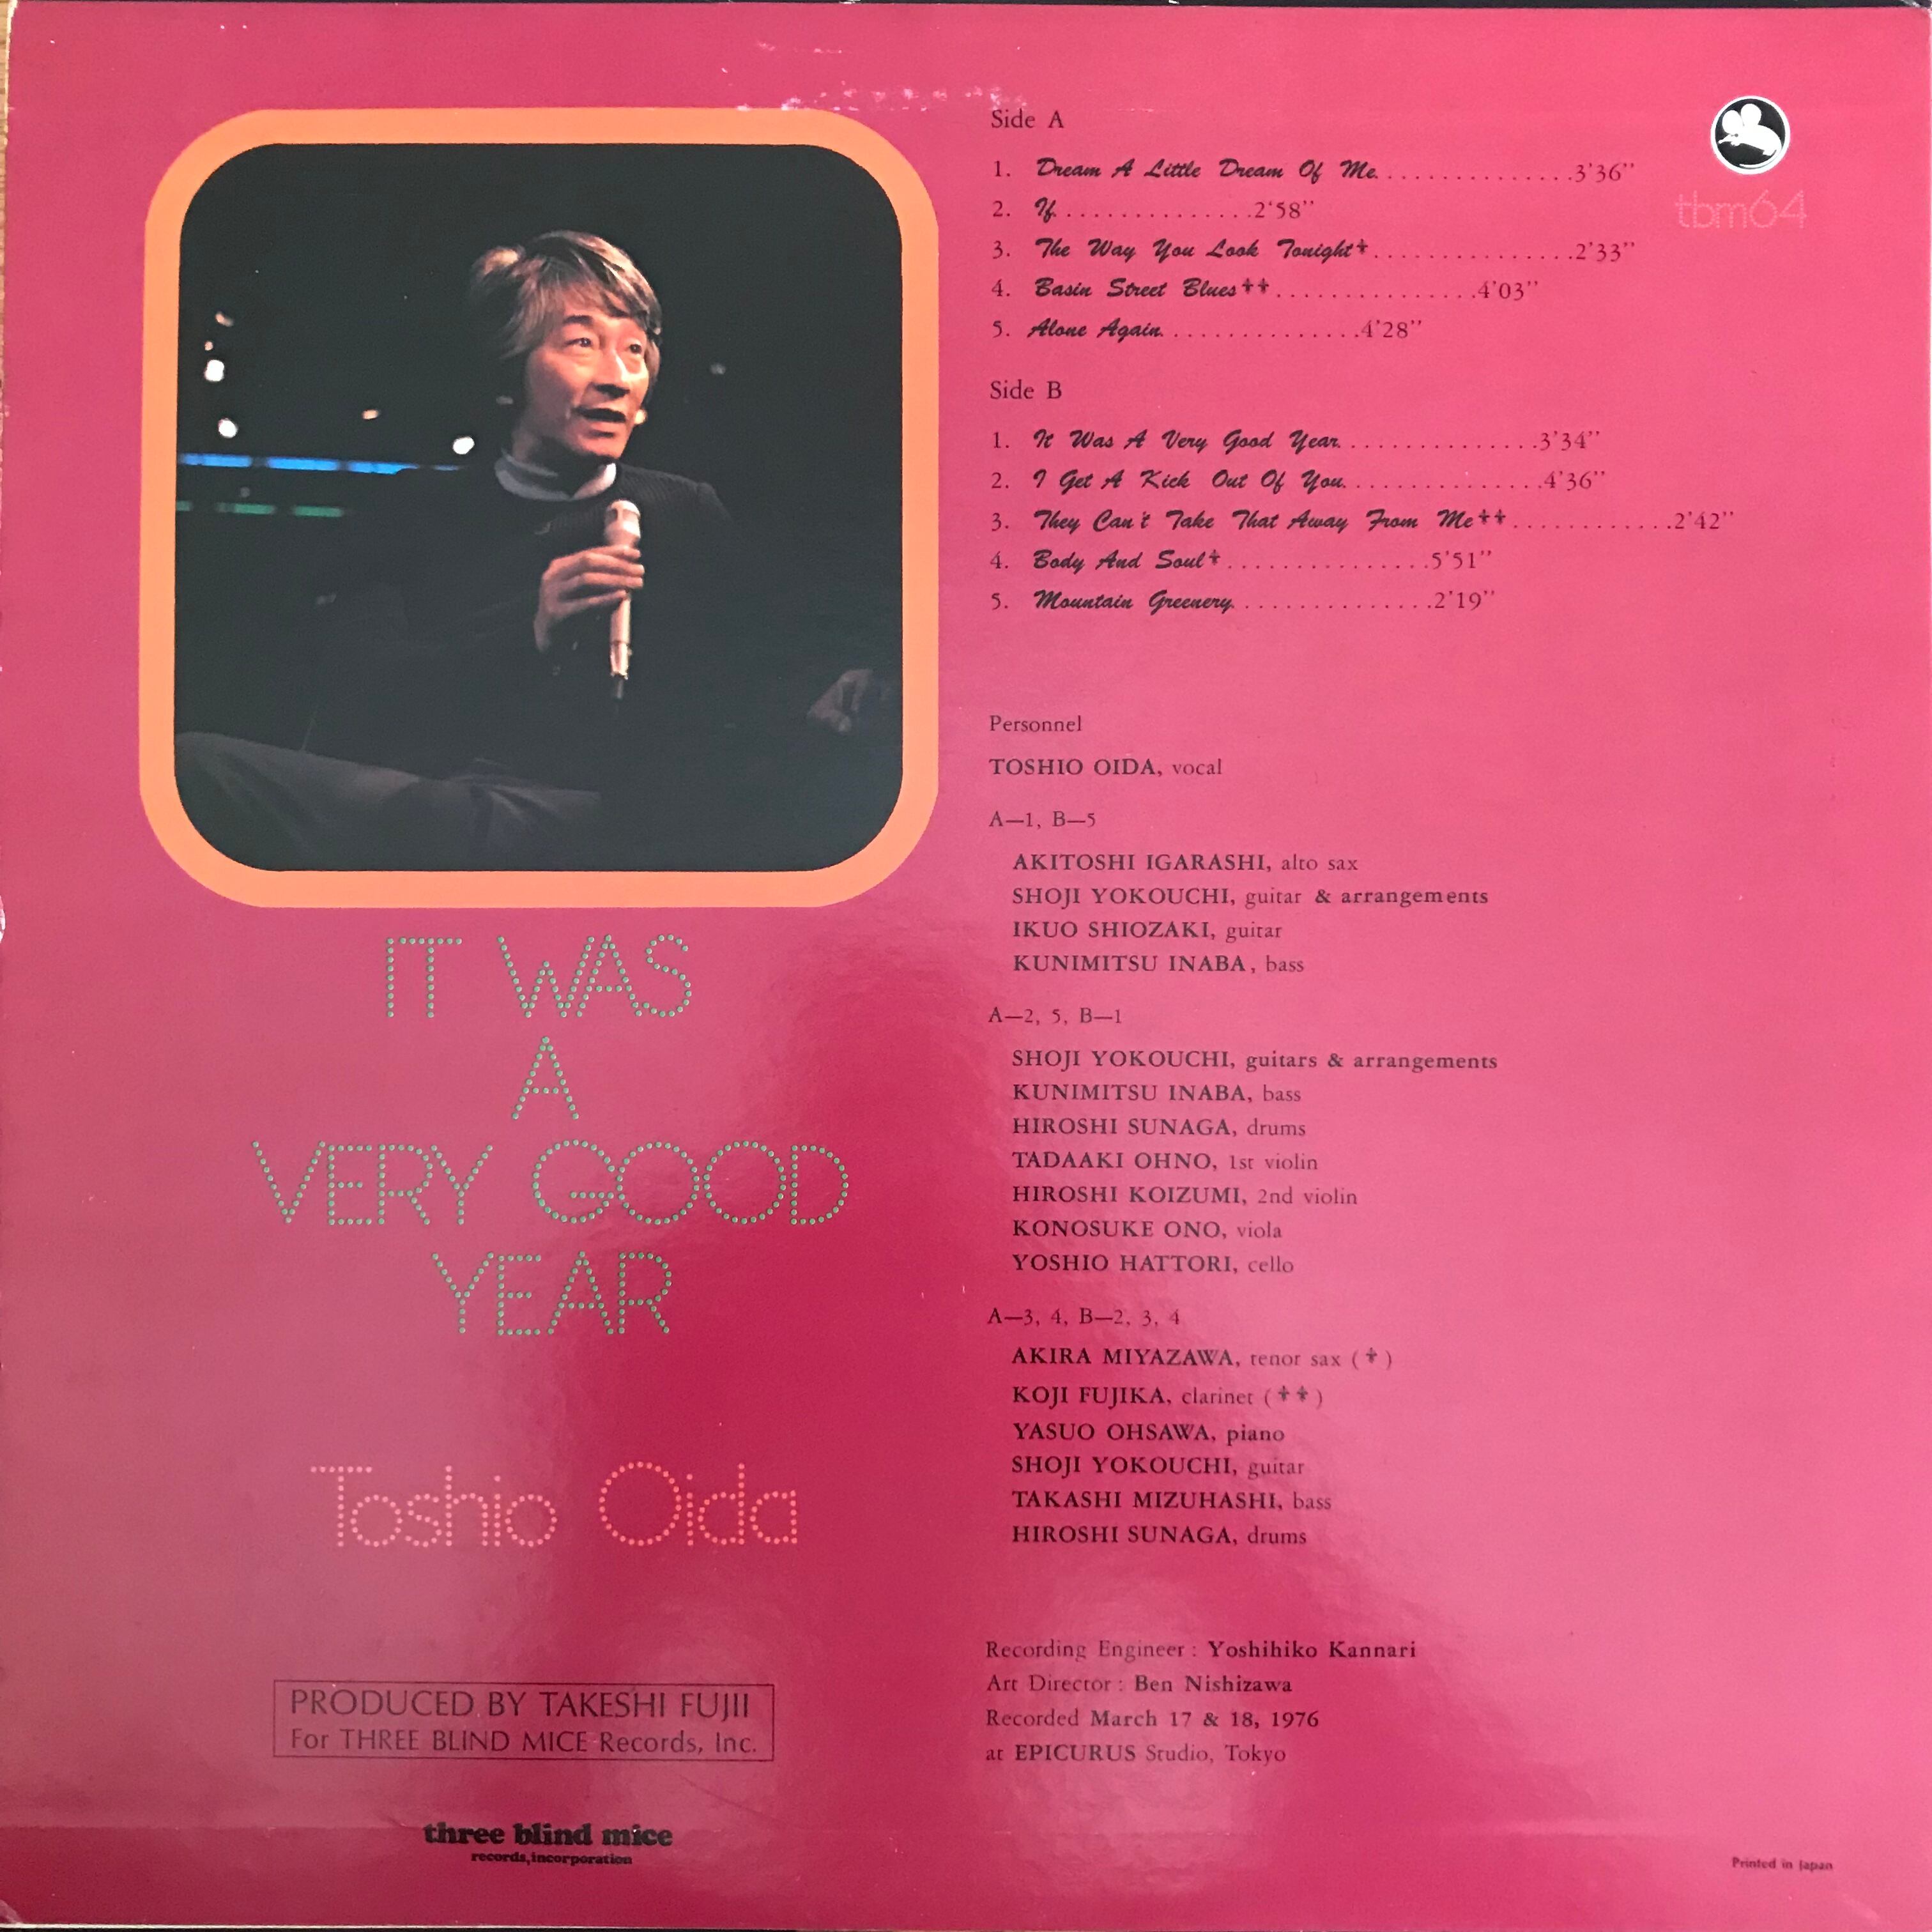 Side A
1. Dream A Little Dream Of Me...............3'36''
2. If...............2'58''
3. The Way You Look Tonight✝...............2'33''
4. Basin Street Blues✝✝...............4'03''
5. Alone Again...............4'28''
tbm64
Side B
1. It Was A Very Good Year...............3'34''
2. I Get A Kick Out Of You...............4'36''
3. They Can't Take That Away From Me✝✝............2'42''
4. Body And Soul✝...............5'51''
5. Mountain Greenery...............2'19''
Personnel
TOSHIO OIDA, vocal
A—1, B—5
AKITOSHI IGARASHI, alto sax
SHOJI YOKOUCHI, guitar & arrangements
IKUO SHIOZAKI, guitar
KUNIMITSU INABA, bass
A—2, 5, B—1
SHOJI YOKOUCHI, guitars & arrangements
KUNIMITSU INABA, bass
HIROSHI SUNAGA, drums
TADAAKI OHNO, 1st violin
HIROSHI KOIZUMI, 2nd violin
KONOSUKE ONO, viola
YOSHIO HATTORI, cello
A—3, 4, B—2, 3, 4
AKIRA MIYAZAWA, tenor sax (✝)
KOJI FUJIKA, clarinet (✝✝)
YASUO OHSAWA, piano
SHOJI YOKOUCHI, guitar
TAKASHI MIZUHASHI, bass
HIROSHI SUNAGA, drums
Recording Engineer : Yoshihiko Kannari
Art Director : Ben Nishizawa
Recorded March 17 & 18, 1976
at EPICURUS Studio, Tokyo
IT WAS
A
VERY GOOD
YEAR
Toshio Oida
PRODUCED BY TAKESHI FUJII
For THREE BLIND MICE Records, Inc.
three blind mice
records,incorporation
Printed in Japan